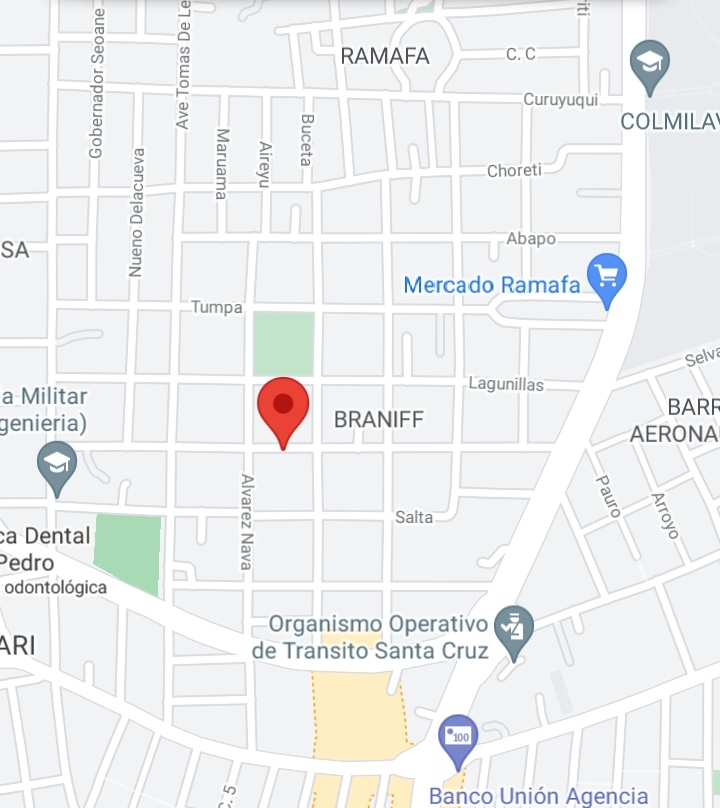 Gobernador Seoane
Ave Tomas De Le
iti
RAMAFA
C. C
Curuyuqui
COLMILAV
Maruama
Aireyu
Buceta
Nueno Delacueva
Choreti
SA
Abapo
Mercado Ramafa
Tumpa
Selva
Lagunillas
a Militar
genieria)
BRANIFF
BARR
AERONA
Alvarez Nava
Salta
Pauro
Arroyo
ca Dental
Pedro
odontológica
Organismo Operativo
de Transito Santa Cruz
ARI
100
C. 5
Banco Unión Agencia